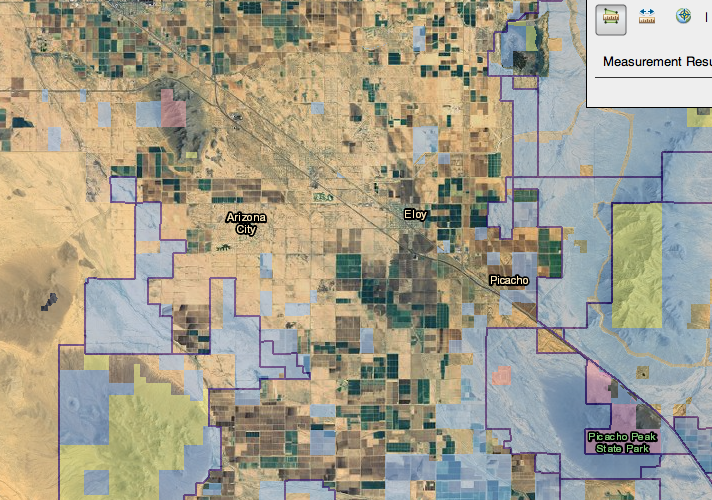 Measurement Resu
Arizona
City
Eloy
Picacho
Picacho Peak
State Park